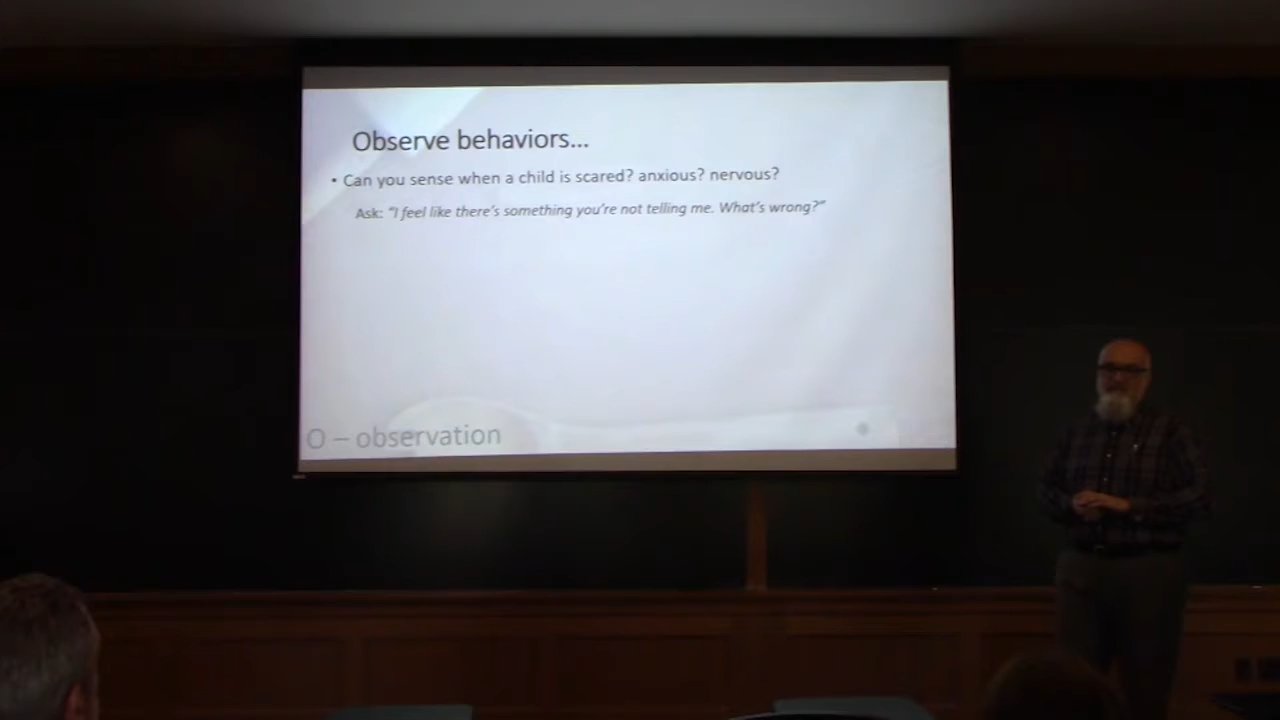 Observe behaviors...
• Can you sense when a child is scared? anxious? nervous?
Ask: "I feel like there's something you're not telling me. What's wrong?"
O – observation